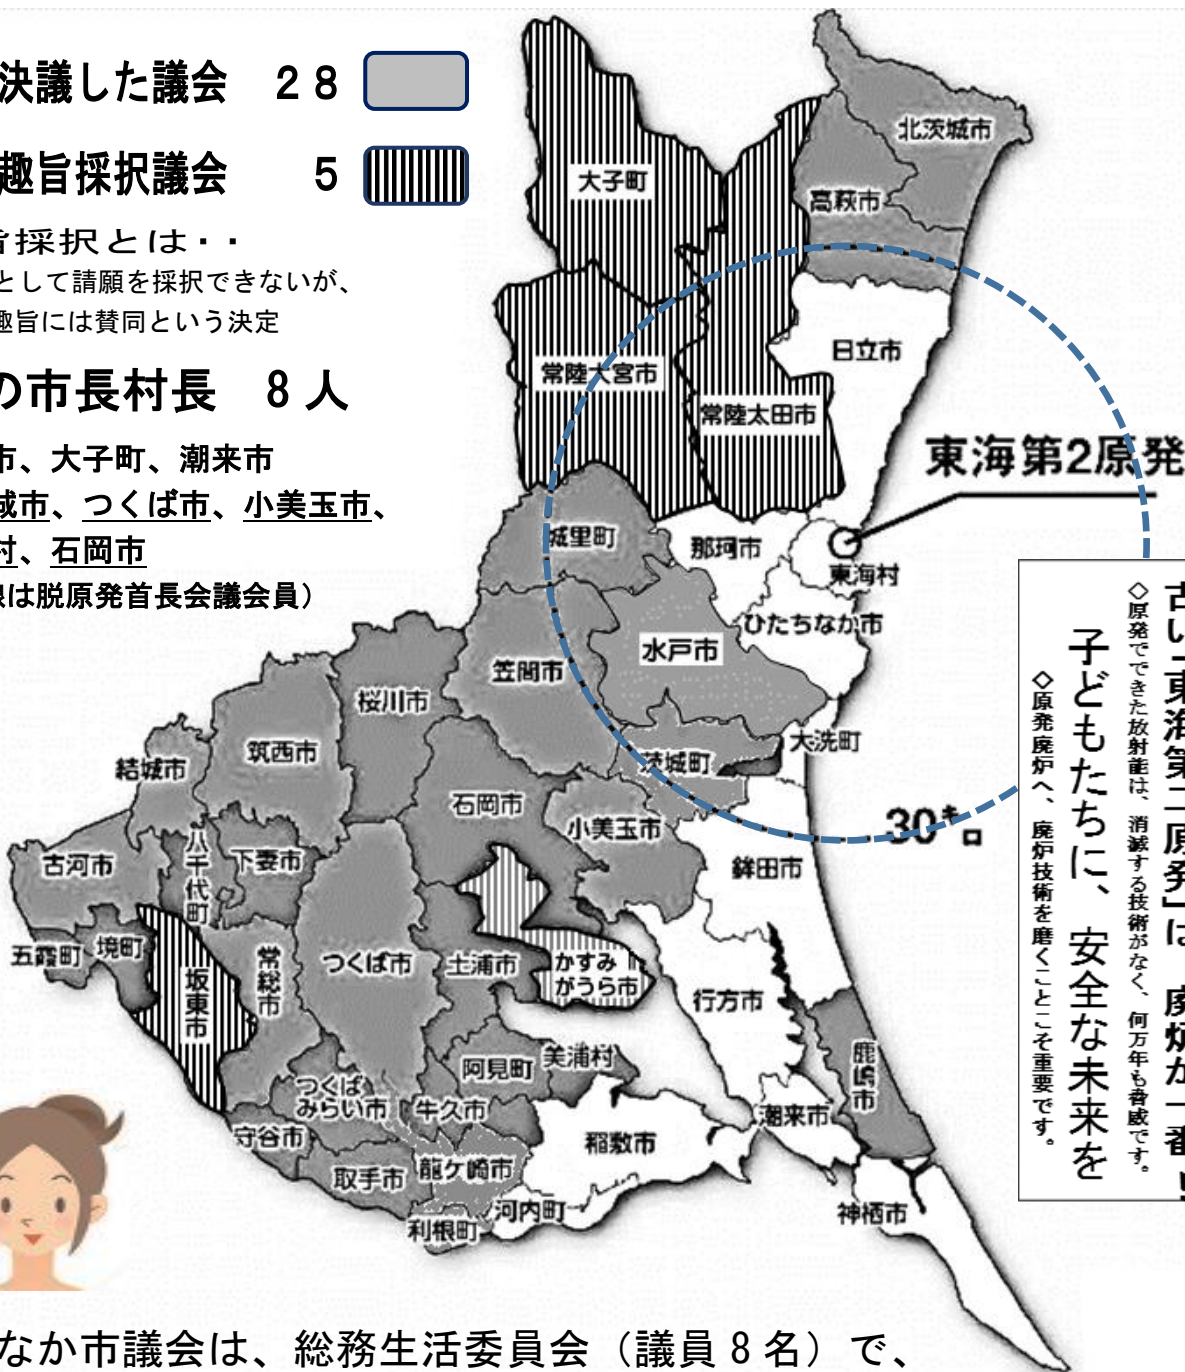 決議した議会 28
趣旨採択議会 5
旨採択とは・・
として請願を採択できないが、
趣旨には賛同という決定
の市長村長 8人
市、大子町、潮来市
城市、つくば市、小美玉市、
村、石岡市
線は脱原発首長会議会員）
北茨城市
大子町
高萩市
日立市
常陸大宮市
常陸太田市
東海第2原発
城里町
那珂市
東海村
ひたちなか市
水戸市
笠間市
桜川市
大洗町
茨城町
筑西市
結城市
石岡市
小美玉市
30キロ
鉾田市
古河市
八千代町
下妻市
五霞町
境町
坂東市
常総市
つくば市
土浦市
かすみ
がうら市
行方市
鹿嶋市
阿見町
美浦村
つくば
みらい市
牛久市
潮来市
守谷市
稲敷市
取手市
龍ケ崎市
河内町
利根町
神栖市
古い「東海第二原発」は、廃炉が一番！
◇原発でできた放射能は、消滅する技術がなく、何万年も脅威です。
子どもたちに、安全な未来を
◇原発廃炉へ、廃炉技術を磨くことこそ重要です。
なか市議会は、総務生活委員会（議員8名）で、